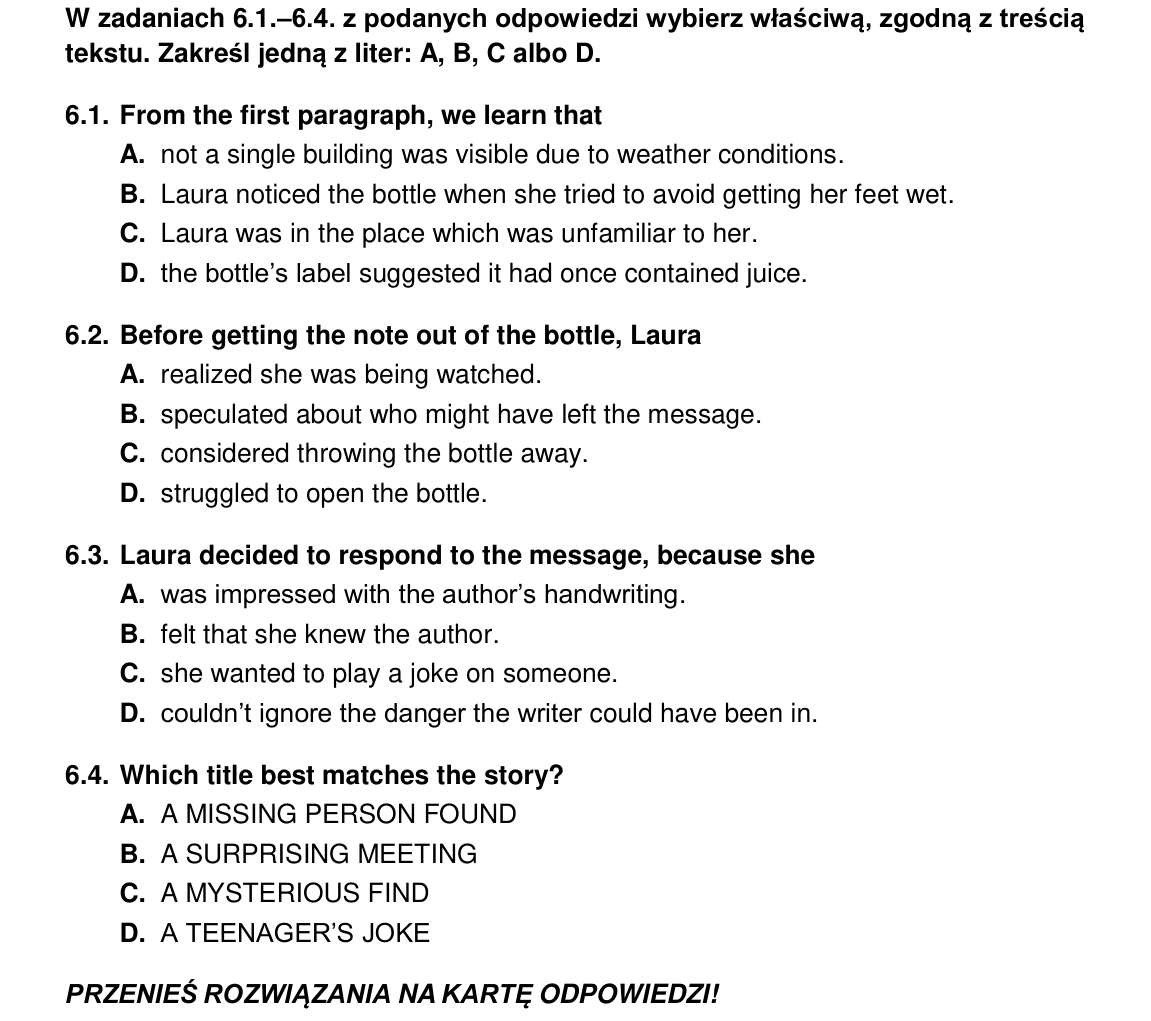 W zadaniach 6.1.–6.4. z podanych odpowiedzi wybierz właściwą, zgodną z treścią
tekstu. Zakreśl jedną z liter: A, B, C albo D.
6.1. From the first paragraph, we learn that
A. not a single building was visible due to weather conditions.
B. Laura noticed the bottle when she tried to avoid getting her feet wet.
C. Laura was in the place which was unfamiliar to her.
D. the bottle’s label suggested it had once contained juice.
6.2. Before getting the note out of the bottle, Laura
A. realized she was being watched.
B. speculated about who might have left the message.
C. considered throwing the bottle away.
D. struggled to open the bottle.
6.3. Laura decided to respond to the message, because she
A. was impressed with the author’s handwriting.
B. felt that she knew the author.
C. she wanted to play a joke on someone.
D. couldn’t ignore the danger the writer could have been in.
6.4. Which title best matches the story?
A. A MISSING PERSON FOUND
B. A SURPRISING MEETING
C. A MYSTERIOUS FIND
D. A TEENAGER’S JOKE
PRZENIEŚ ROZWIĄZANIA NA KARTĘ ODPOWIEDZI!